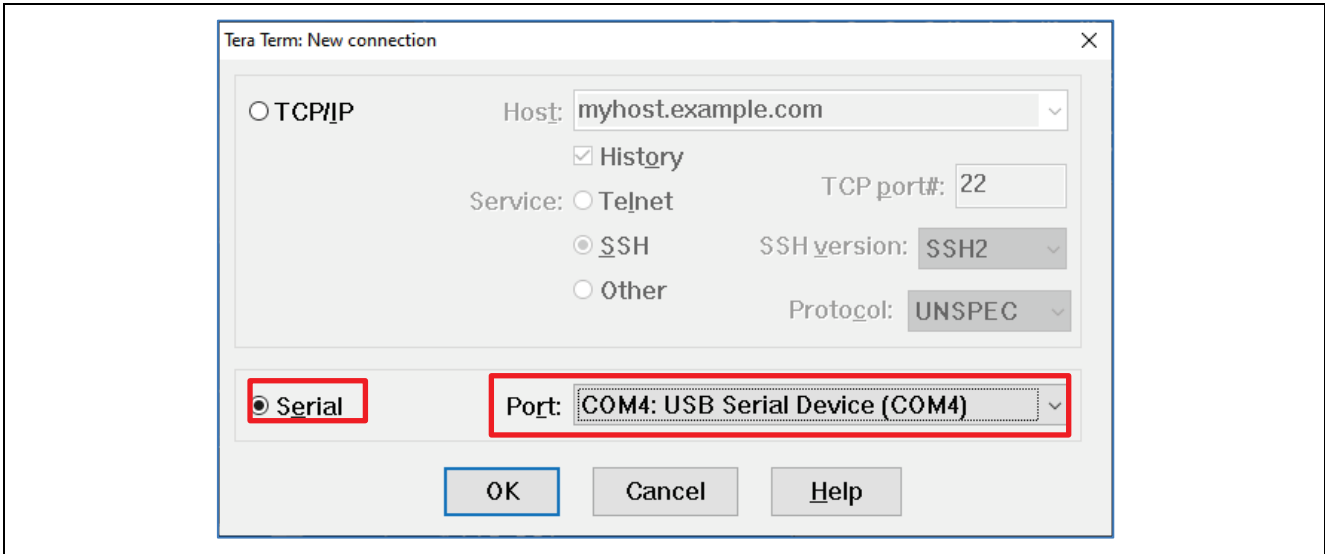 Tera Term: New connection
TCP/IP
Host: myhost.example.com
History
Service: Telnet
TCP port#: 22
SSH
SSH version: SSH2
Other
Protocol: UNSPEC
Serial
Port: COM4: USB Serial Device (COM4)
OK Cancel Help